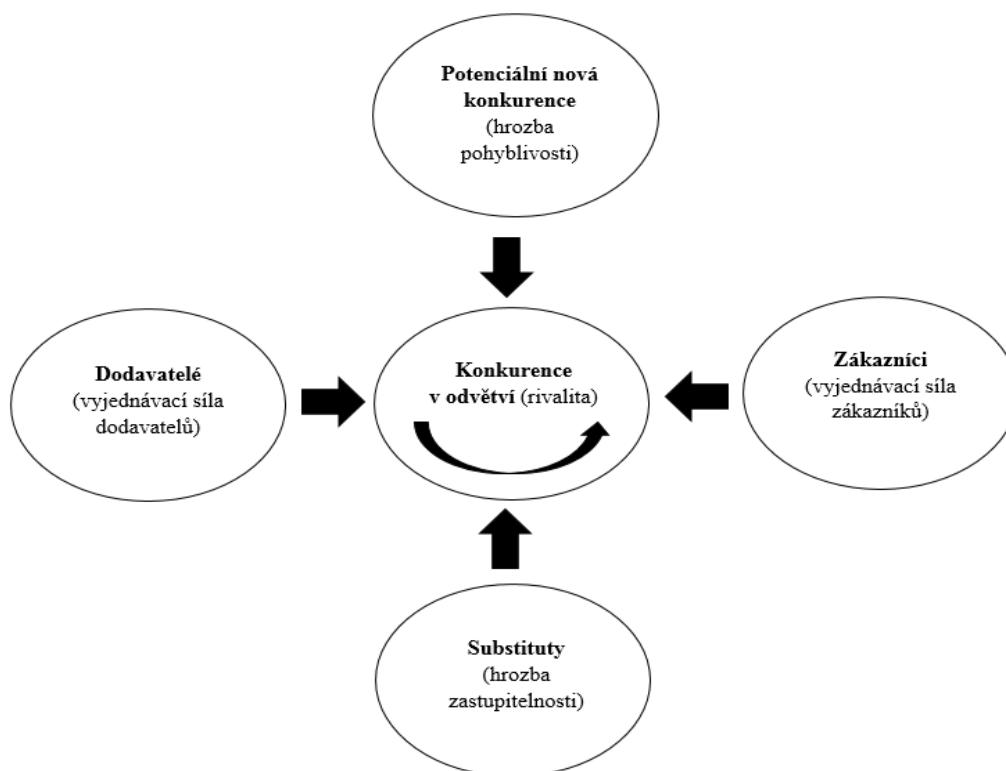 Potenciální nová
konkurence
(hrozba
pohyblivosti)
Dodavatelé
(vyjednávací síla
dodavatelů)
Konkurence
v odvětví (rivalita)
Zákazníci
(vyjednávací síla
zákazníků)
Substituty
(hrozba
zastupitelnosti)